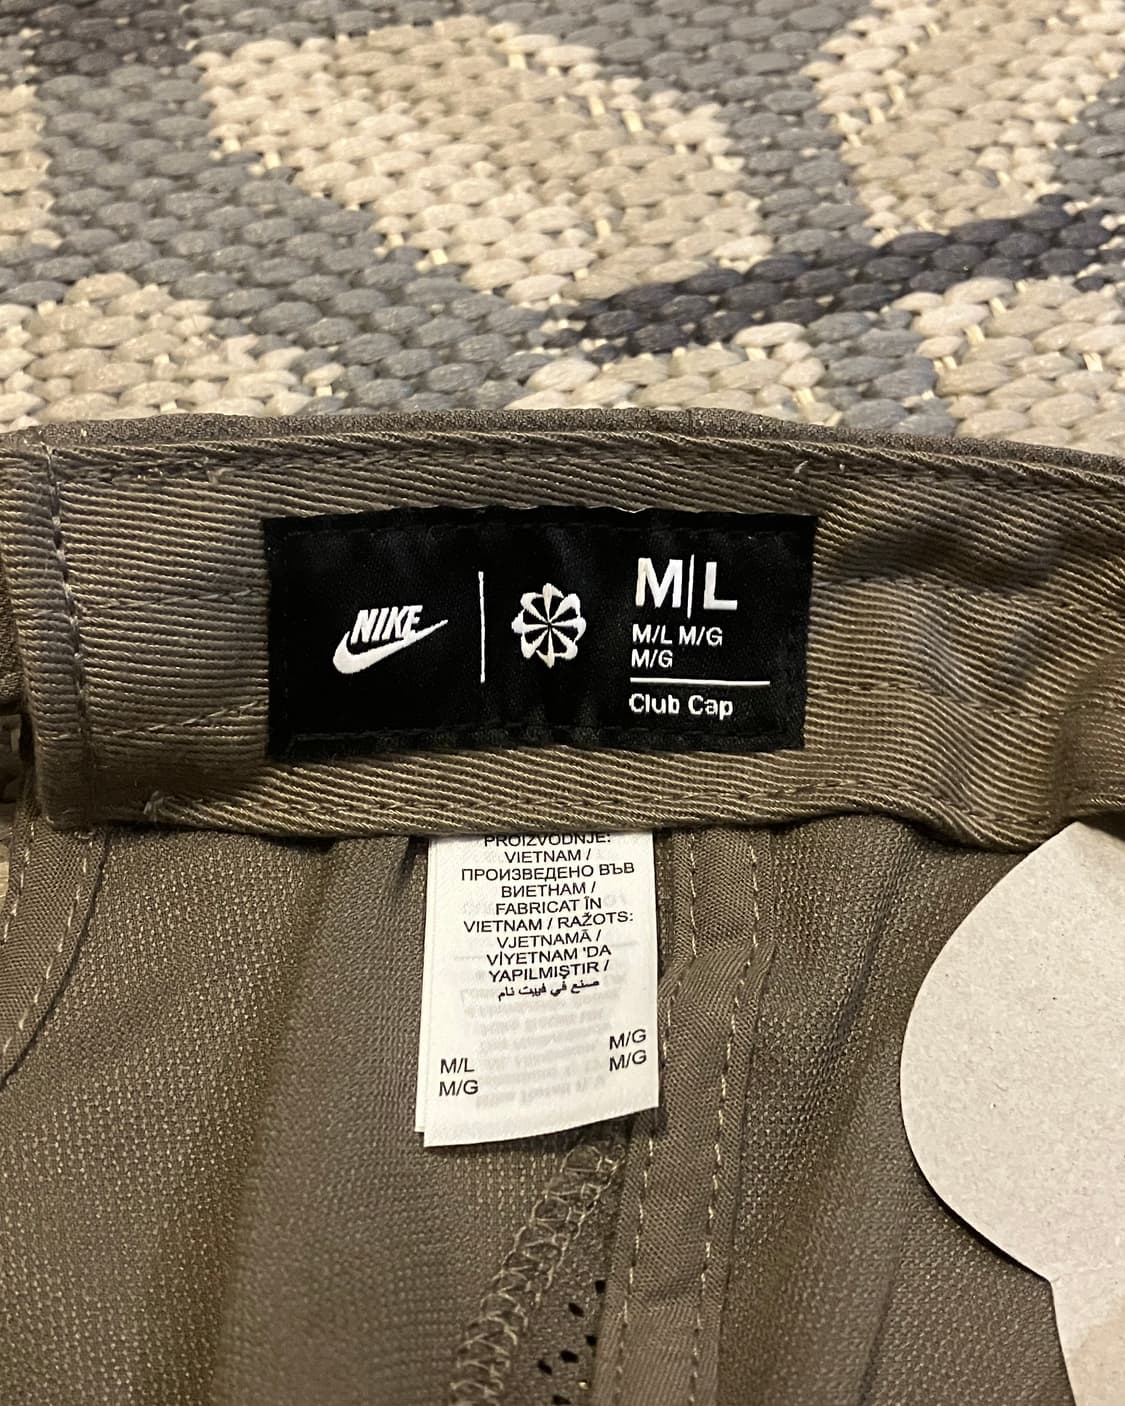 NIKE
M|L
M/L M/G
M/G
Club Cap
PROIZVODNJE:
VIETNAM /
ПРОИЗВЕДЕНО ВЪВ
ВИЕТНАМ /
FABRICAT ÎN
VIETNAM / RAŽOTS:
VJETNAMĀ /
VİYETNAM 'DA
YAPILMIŞTIR /
صنع في فييت نام
M/L M/G
M/G M/G